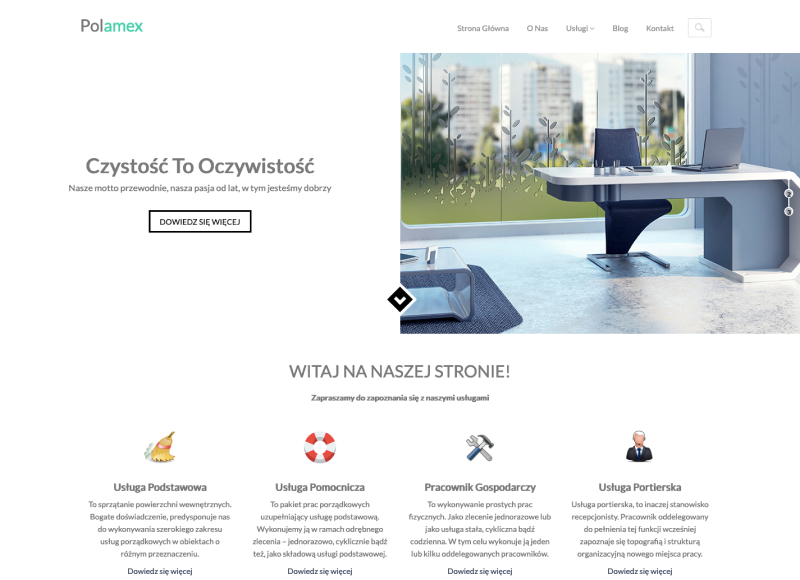 Polamex
Strona Główna O Nas Usługi Blog Kontakt
Czystość To Oczywistość
Nasze motto przewodnie, nasza pasja od lat, w tym jesteśmy dobrzy
DOWIEDZ SIĘ WIĘCEJ
WITAJ NA NASZEJ STRONIE!
Zapraszamy do zapoznania się z naszymi usługami
Usługa Podstawowa
To sprzątanie powierzchni wewnętrznych.
Bogate doświadczenie, predysponuje nas
do wykonywania szerokiego zakresu
usług porządkowych w obiektach o
różnym przeznaczeniu.
Dowiedz się więcej
Usługa Pomocnicza
To pakiet prac porządkowych
uzupełniający usługę podstawową.
Wykonujemy ją w ramach odrębnego
zlecenia – jednorazowo, cyklicznie bądź
też, jako składową usługi podstawowej.
Dowiedz się więcej
Pracownik Gospodarczy
To wykonywanie prostych prac
fizycznych. Jako zlecenie jednorazowe lub
jako usługa stała, cykliczna bądź
codzienna. W tym celu wykonuje ją jeden
lub kilku oddelegowanych pracowników.
Dowiedz się więcej
Usługa Portierska
Usługa portierska, to inaczej stanowisko
recepcjonisty. Pracownik oddelegowany
do pełnienia tej funkcji wcześniej
zapoznaje się topografią i strukturą
organizacyjną nowego miejsca pracy.
Dowiedz się więcej